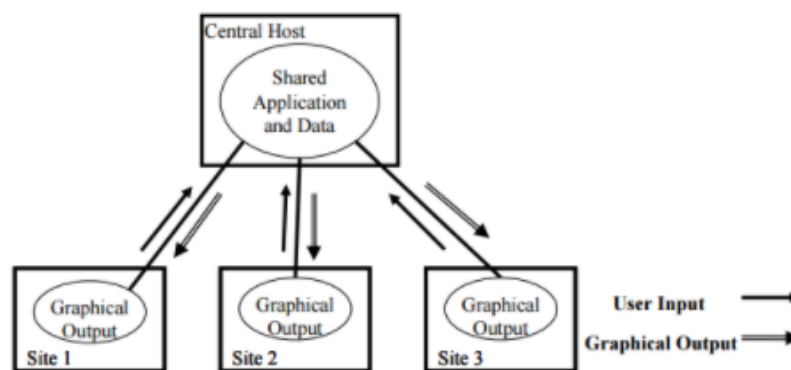 Central Host
Shared
Application
and Data
Graphical
Output
Site 1
Graphical
Output
Site 2
Graphical
Output
Site 3
User Input
Graphical Output